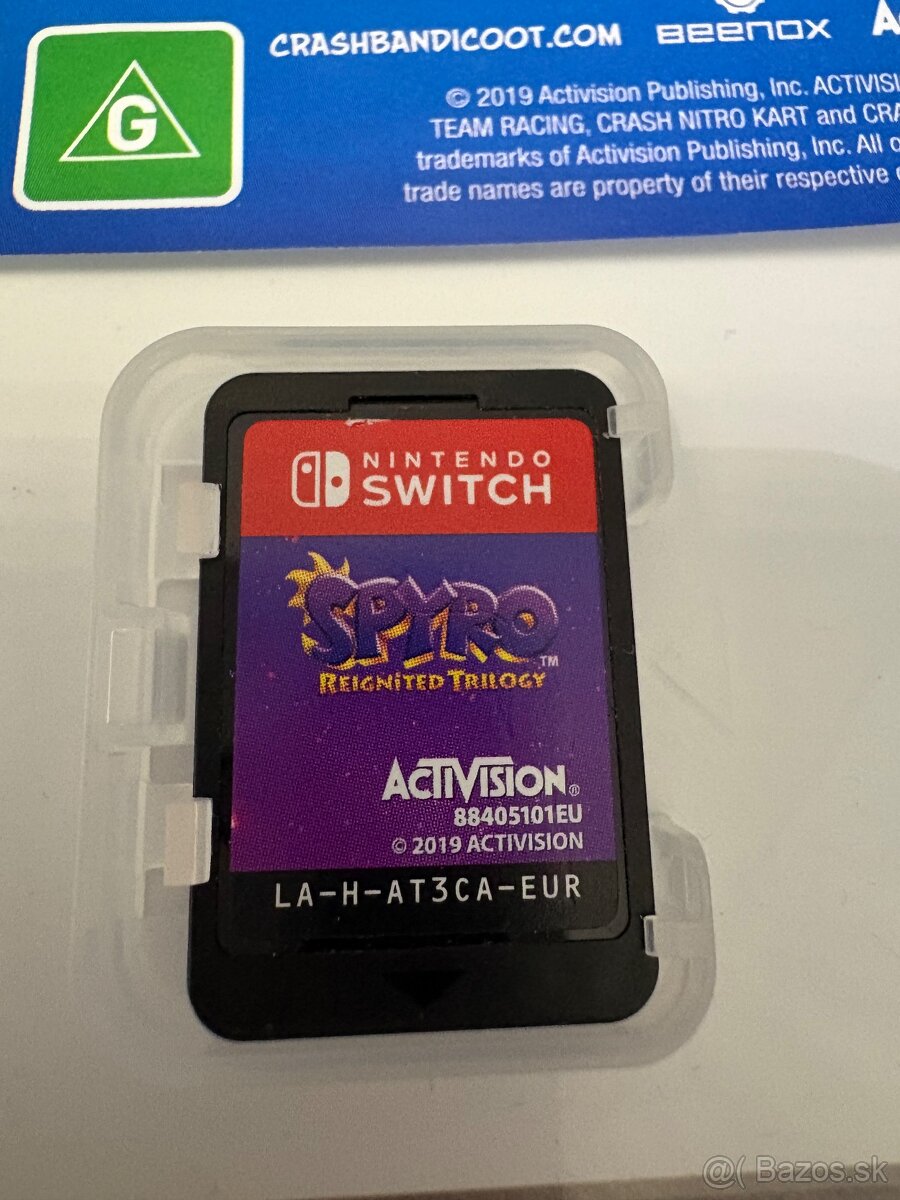 G
CRASHBANDICOOT.COM
BEENOX
© 2019 Activision Publishing, Inc.
TEAM RACING, CRASH NITRO KART and
trademarks of Activision Publishing, Inc. All
trade names are property of their respective
NINTENDO
SWITCH
SPYRO™
REIGNITED TRILOGY
ACTIVISION®
88405101EU
© 2019 ACTIVISION
LA-H-AT3CA-EUR
@( Bazos.sk